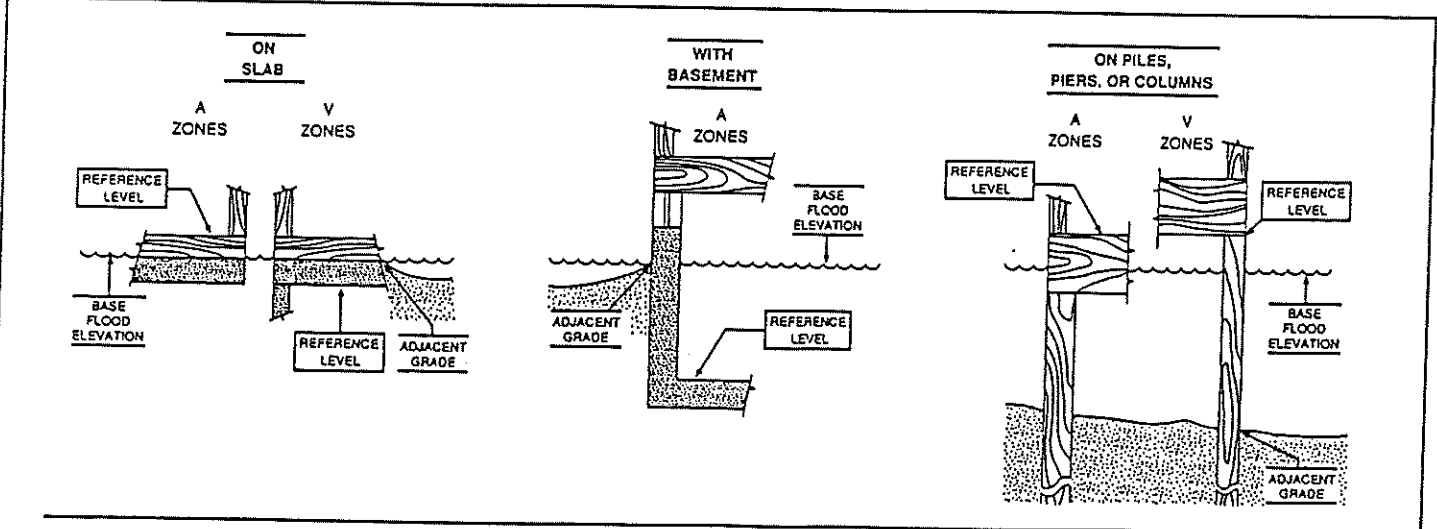 ON
SLAB
A
ZONES
V
ZONES
REFERENCE
LEVEL
BASE
FLOOD
ELEVATION
REFERENCE
LEVEL
ADJACENT
GRADE
WITH
BASEMENT
A
ZONES
BASE
FLOOD
ELEVATION
ADJACENT
GRADE
REFERENCE
LEVEL
ON PILES,
PIERS, OR COLUMNS
A
ZONES
V
ZONES
REFERENCE
LEVEL
REFERENCE
LEVEL
BASE
FLOOD
ELEVATION
ADJACENT
GRADE